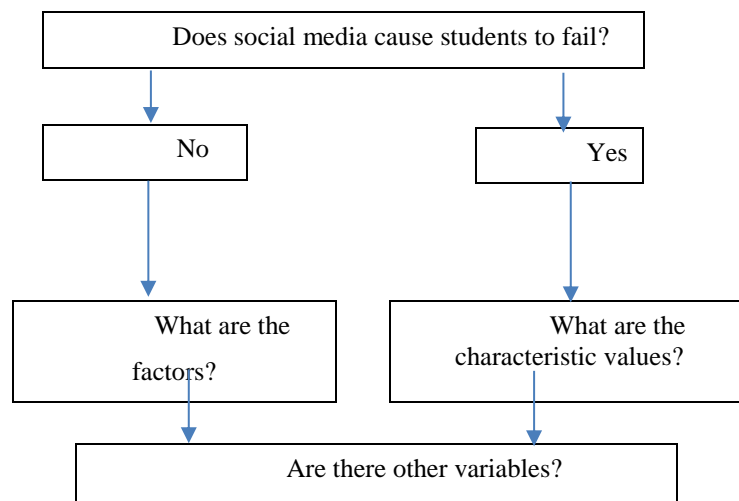 Does social media cause students to fail?
No
Yes
What are the
factors?
What are the
characteristic values?
Are there other variables?